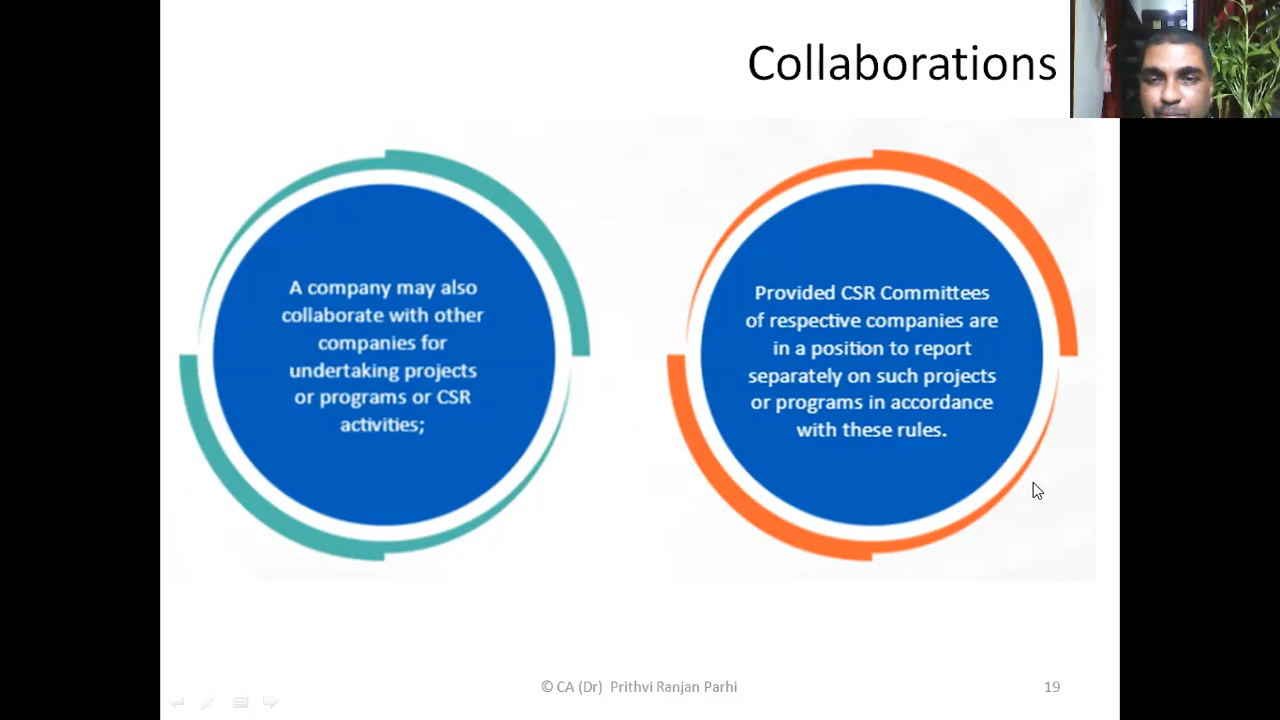 Collaborations
A company may also
collaborate with other
companies for
undertaking projects
or programs or CSR
activities;
Provided CSR Committees
of respective companies are
in a position to report
separately on such projects
or programs in accordance
with these rules.
© CA (Dr) Prithvi Ranjan Parhi
19